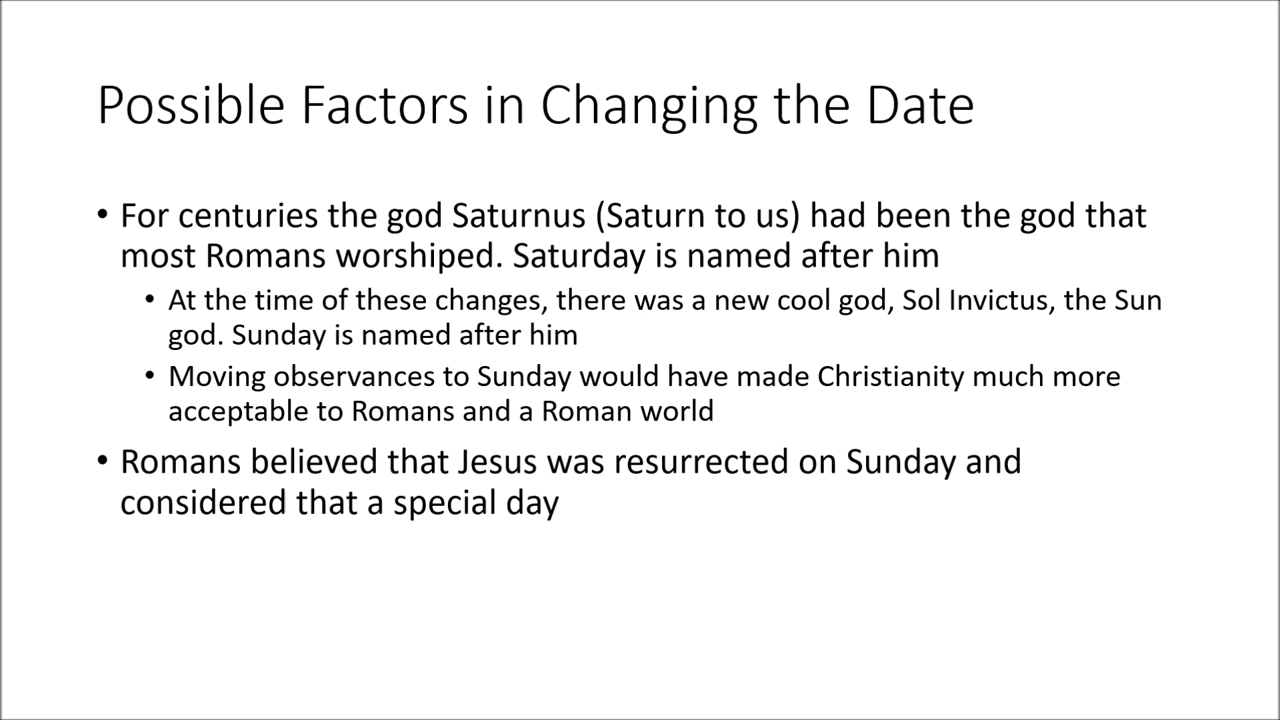 Possible Factors in Changing the Date
• For centuries the god Saturnus (Saturn to us) had been the god that
most Romans worshiped. Saturday is named after him
• At the time of these changes, there was a new cool god, Sol Invictus, the Sun
god. Sunday is named after him
• Moving observances to Sunday would have made Christianity much more
acceptable to Romans and a Roman world
• Romans believed that Jesus was resurrected on Sunday and
considered that a special day